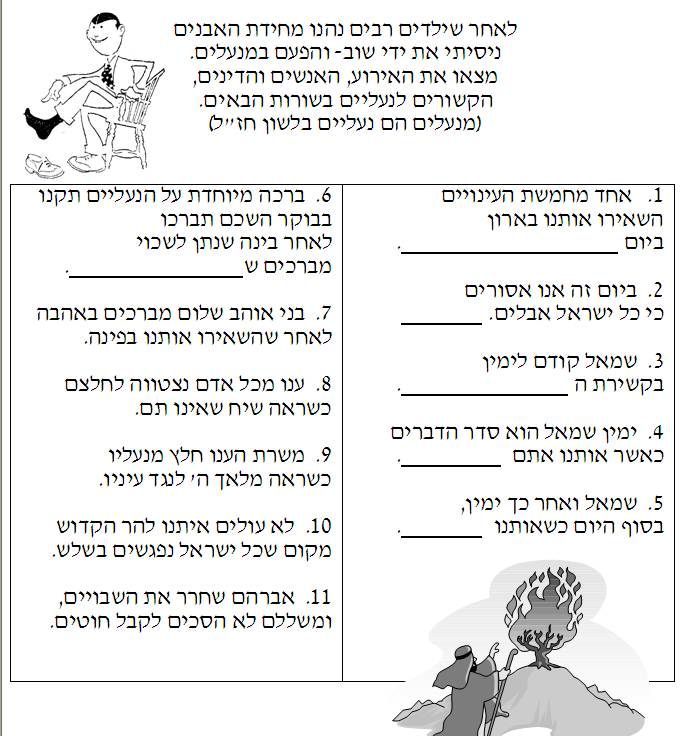 לאחר שילדים רבים נהנו מחידת האבנים
ניסיתי את ידי שוב- והפעם במנעלים.
מצאו את האירוע, האנשים והדינים,
הקשורים לנעליים בשורות הבאים.
(מנעלים הם נעליים בלשון חז״ל)
1. אחד מחמשת העינויים
השאירו אותנו בארון
ביום ____________________.
2. ביום זה אנו אסורים
כי כל ישראל אבלים. ________.
3. שמאל קודם לימין
בקשירת ה ________________.
4. ימין שמאל הוא סדר הדברים
כאשר אותנו אתם __________.
5. שמאל ואחר כך ימין,
בסוף היום כשאותנו ________.
6. ברכה מיוחדת על הנעליים תקנו
בבוקר השכם תברכו
לאחר בינה שנתן לשכוי
מברכים ש________________.
7. בני אוהב שלום מברכים באהבה
לאחר שהשאירו אותנו בפינה.
8. ענו מכל אדם נצטווה לחלצם
כשראה שיח שאינו תם.
9. משרת הענו חלץ מנעליו
כשראה מלאך ה׳ לנגד עיניו.
10. לא עולים איתנו להר הקדוש
מקום שכל ישראל נפגשים בשלש.
11. אברהם שחרר את השבויים,
ומשללם לא הסכים לקבל חוטים.